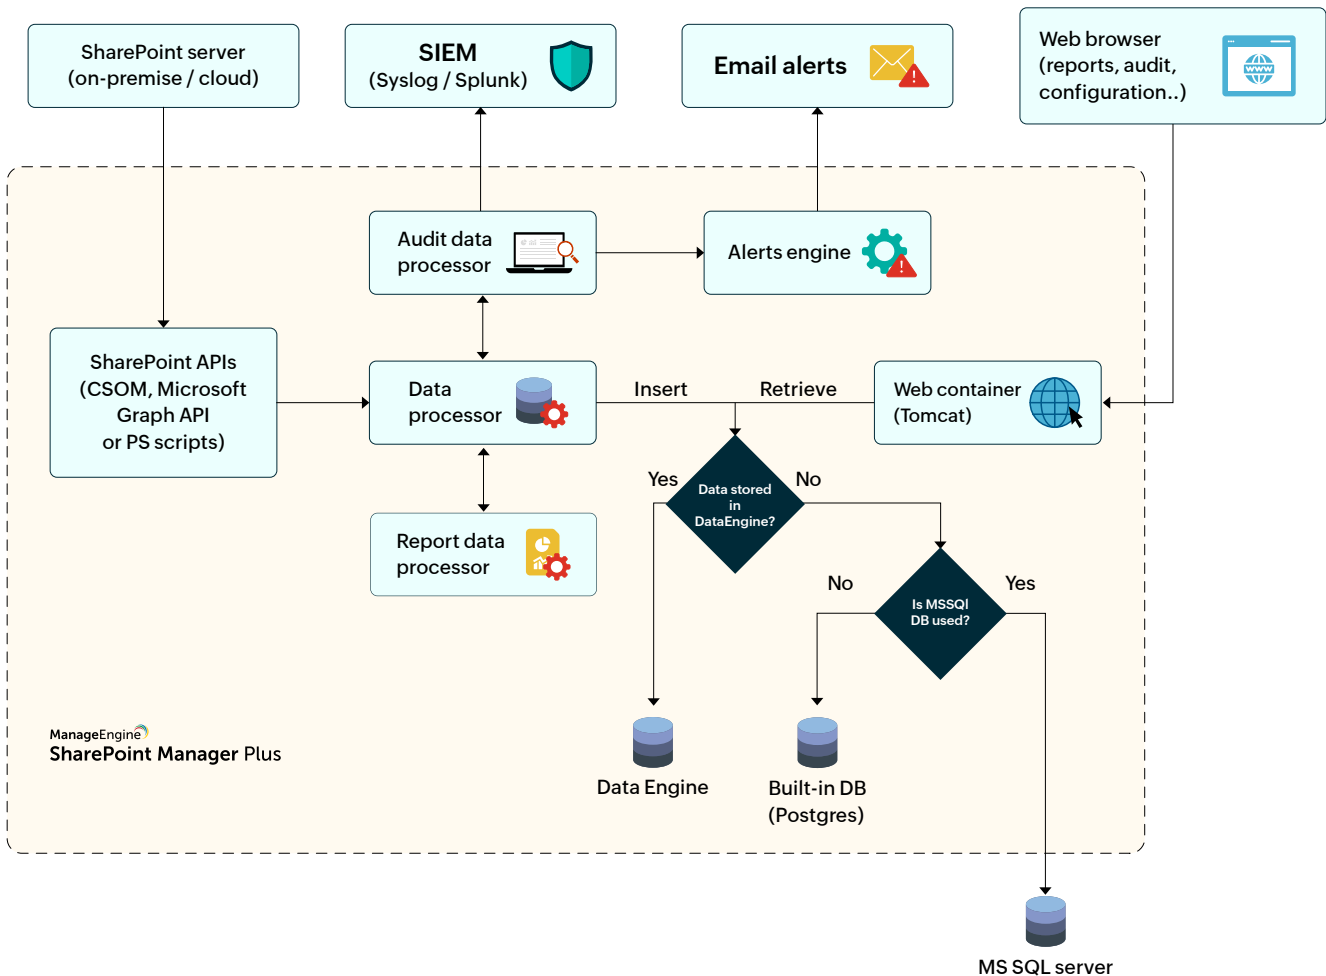 SharePoint server
(on-premise / cloud)
SIEM
(Syslog / Splunk)
Email alerts
Web browser
(reports, audit,
configuration..)
www
Audit data
processor
Alerts engine
SharePoint APIs
(CSOM, Microsoft
Graph API
or PS scripts)
Data
processor
Insert
Retrieve
Web container
(Tomcat)
Yes
Data stored
in
DataEngine?
No
Report data
processor
No
Is MSSQl
DB used?
Yes
ManageEngine
SharePoint Manager Plus
Data Engine
Built-in DB
(Postgres)
MS SQL server